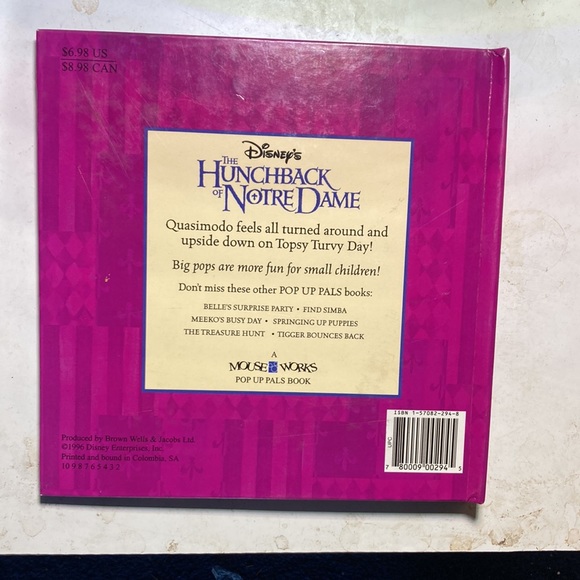 $6.98 US
$8.98 CAN
DISNEY'S
THE
HUNCHBACK
OF NOTRE DAME
Quasimodo feels all turned around and
upside down on Topsy Turvy Day!
Big pops are more fun for small children!
Don't miss these other POP UP PALS books:
BELLE'S SURPRISE PARTY • FIND SIMBA
MEEKO'S BUSY DAY • SPRINGING UP PUPPIES
THE TREASURE HUNT • TIGGER BOUNCES BACK
A
MOUSE WORKS
POP UP PALS BOOK
Produced by Brown Wells & Jacobs Ltd.
©1996 Disney Enterprises, Inc.
Printed and bound in Colombia, SA
10 9 8 7 6 5 4 3 2
ISBN 1-57082-294-8
UPC
7 80009 00294 5